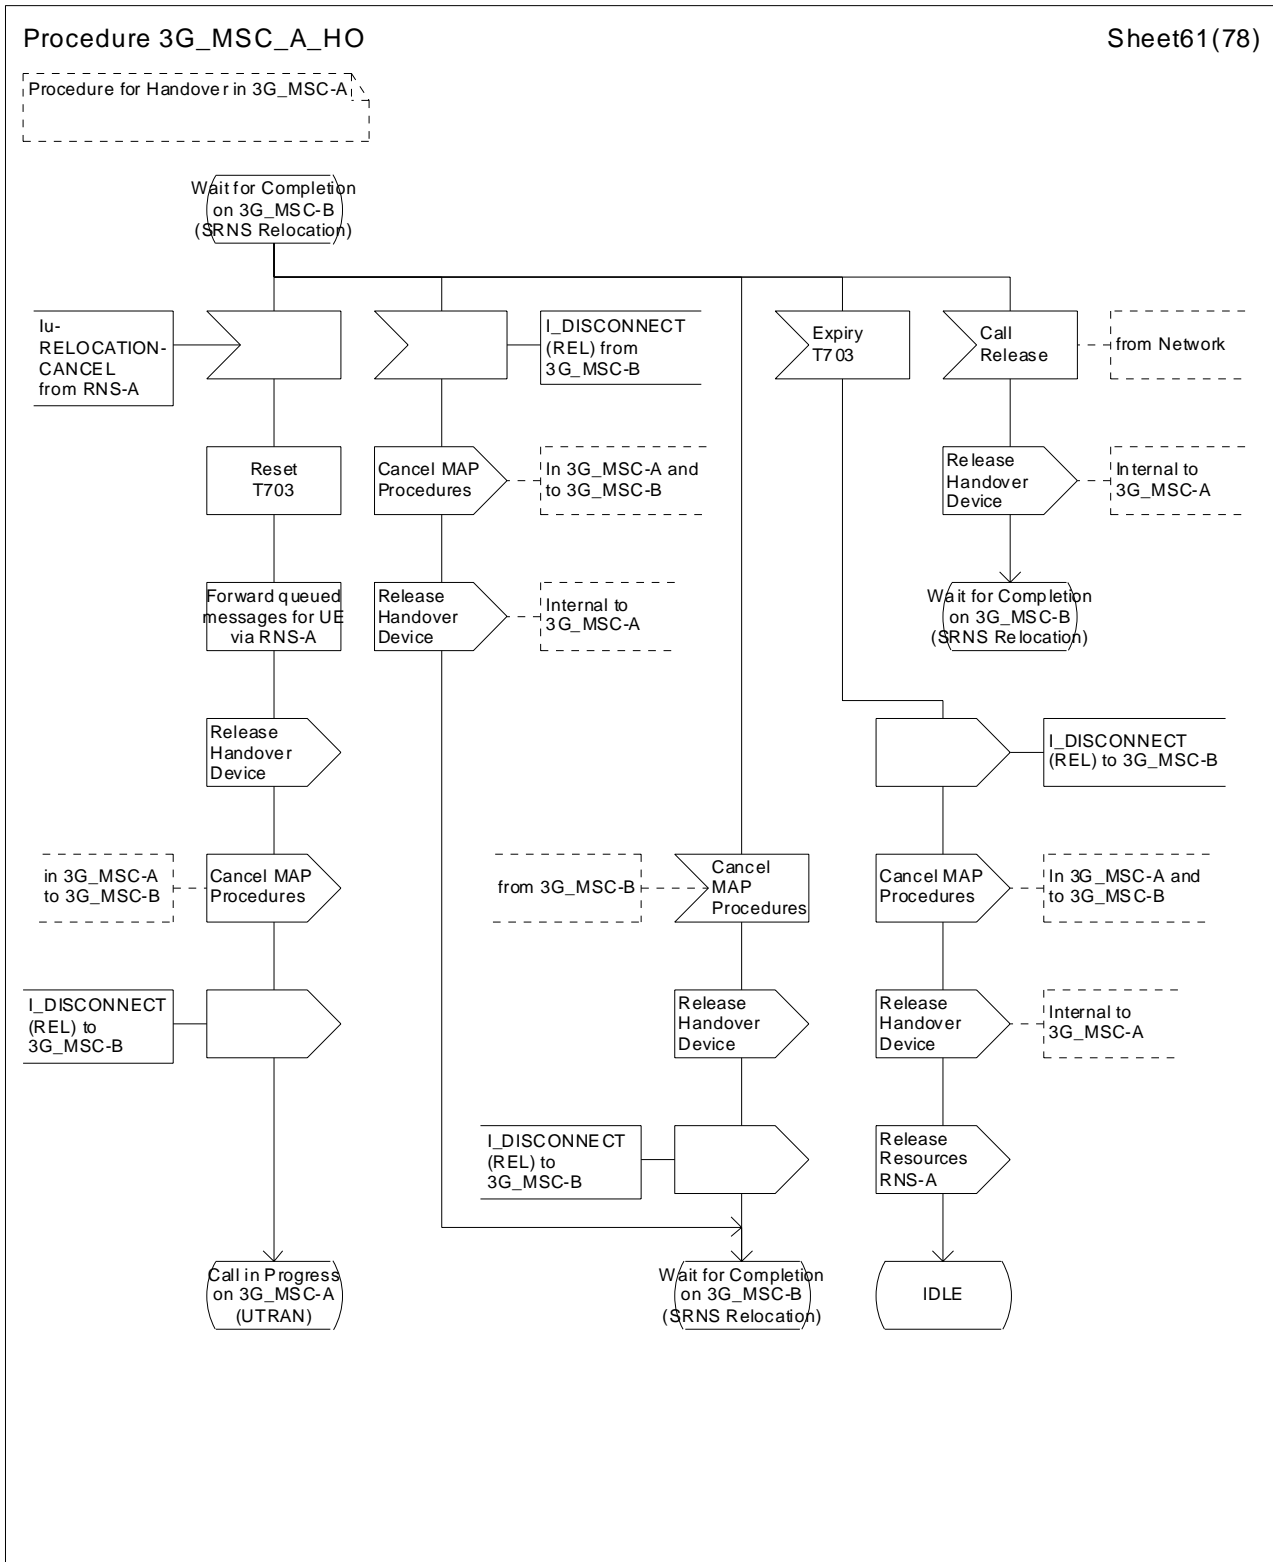 Procedure 3G_MSC_A_HO
Sheet61(78)
Procedure for Handover in 3G_MSC-A
Wait for Completion
on 3G_MSC-B
(SRNS Relocation)
Iu-
RELOCATION-
CANCEL
from RNS-A
I_DISCONNECT
(REL) from
3G_MSC-B
Expiry
T703
Call
Release
from Network
Reset
T703
Cancel MAP
Procedures
In 3G_MSC-A and
to 3G_MSC-B
Release
Handover
Device
Internal to
3G_MSC-A
Forward queued
messages for UE
via RNS-A
Release
Handover
Device
Internal to
3G_MSC-A
Wait for Completion
on 3G_MSC-B
(SRNS Relocation)
Release
Handover
Device
I_DISCONNECT
(REL) to 3G_MSC-B
in 3G_MSC-A
to 3G_MSC-B
Cancel MAP
Procedures
from 3G_MSC-B
Cancel
MAP
Procedures
Cancel MAP
Procedures
In 3G_MSC-A and
to 3G_MSC-B
I_DISCONNECT
(REL) to
3G_MSC-B
Release
Handover
Device
Release
Handover
Device
Internal to
3G_MSC-A
I_DISCONNECT
(REL) to
3G_MSC-B
Release
Resources
RNS-A
Call in Progress
on 3G_MSC-A
(UTRAN)
Wait for Completion
on 3G_MSC-B
(SRNS Relocation)
IDLE